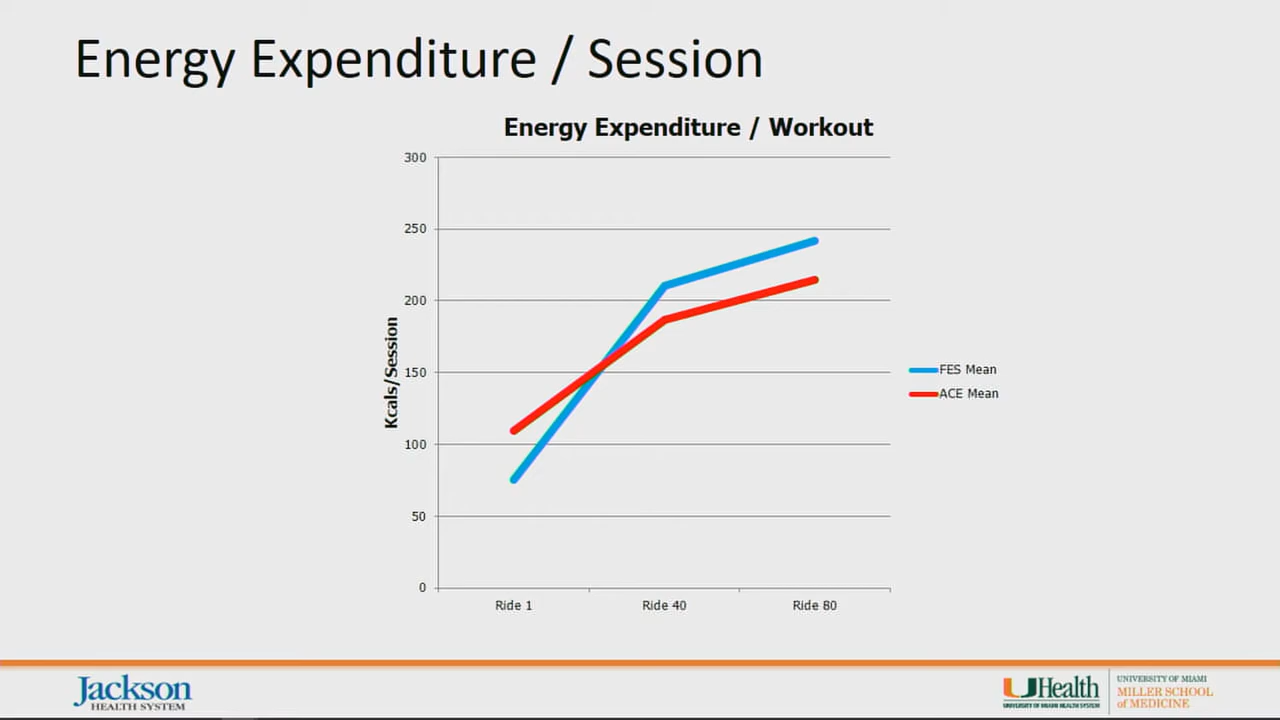 Energy Expenditure / Session
Energy Expenditure / Workout
300
250
200
150
100
50
0
Kcals/Session
Ride 1
Ride 40
Ride 80
FES Mean
ACE Mean
Jackson
HEALTH SYSTEM
UHealth
UNIVERSITY OF MIAMI HEALTH SYSTEM
UNIVERSITY OF MIAMI
MILLER SCHOOL
of MEDICINE